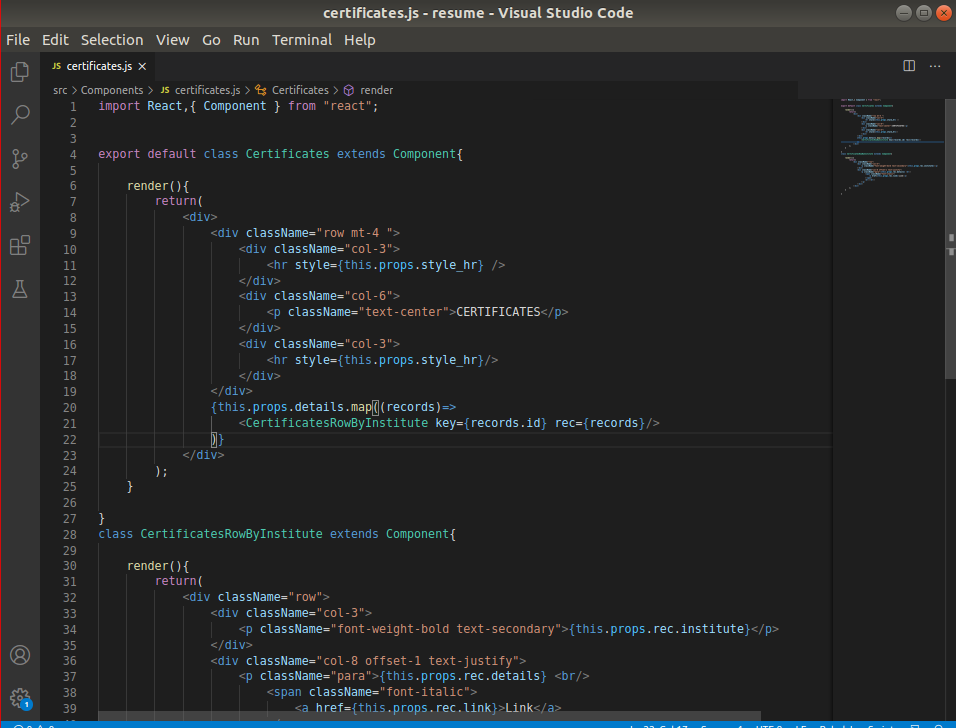 certificates.js - resume - Visual Studio Code
File Edit Selection View Go Run Terminal Help
JS certificates.js ×
src > Components > JS certificates.js > Certificates > render
1 import React,{ Component } from "react";
2
3
4 export default class Certificates extends Component{
5
6 render(){
7 return(
8 <div>
9 <div className="row mt-4 ">
10 <div className="col-3">
11 <hr style={this.props.style_hr} />
12 </div>
13 <div className="col-6">
14 <p className="text-center">CERTIFICATES</p>
15 </div>
16 <div className="col-3">
17 <hr style={this.props.style_hr}/>
18 </div>
19 </div>
20 {this.props.details.map((records)=>
21 <CertificatesRowByInstitute key={records.id} rec={records}/>
22 )}
23 </div>
24 );
25 }
26
27 }
28 class CertificatesRowByInstitute extends Component{
29
30 render(){
31 return(
32 <div className="row">
33 <div className="col-3">
34 <p className="font-weight-bold text-secondary">{this.props.rec.institute}</p>
35 </div>
36 <div className="col-8 offset-1 text-justify">
37 <p className="para">{this.props.rec.details} <br/>
38 <span className="font-italic">
39 <a href={this.props.rec.link}>Link</a>
1